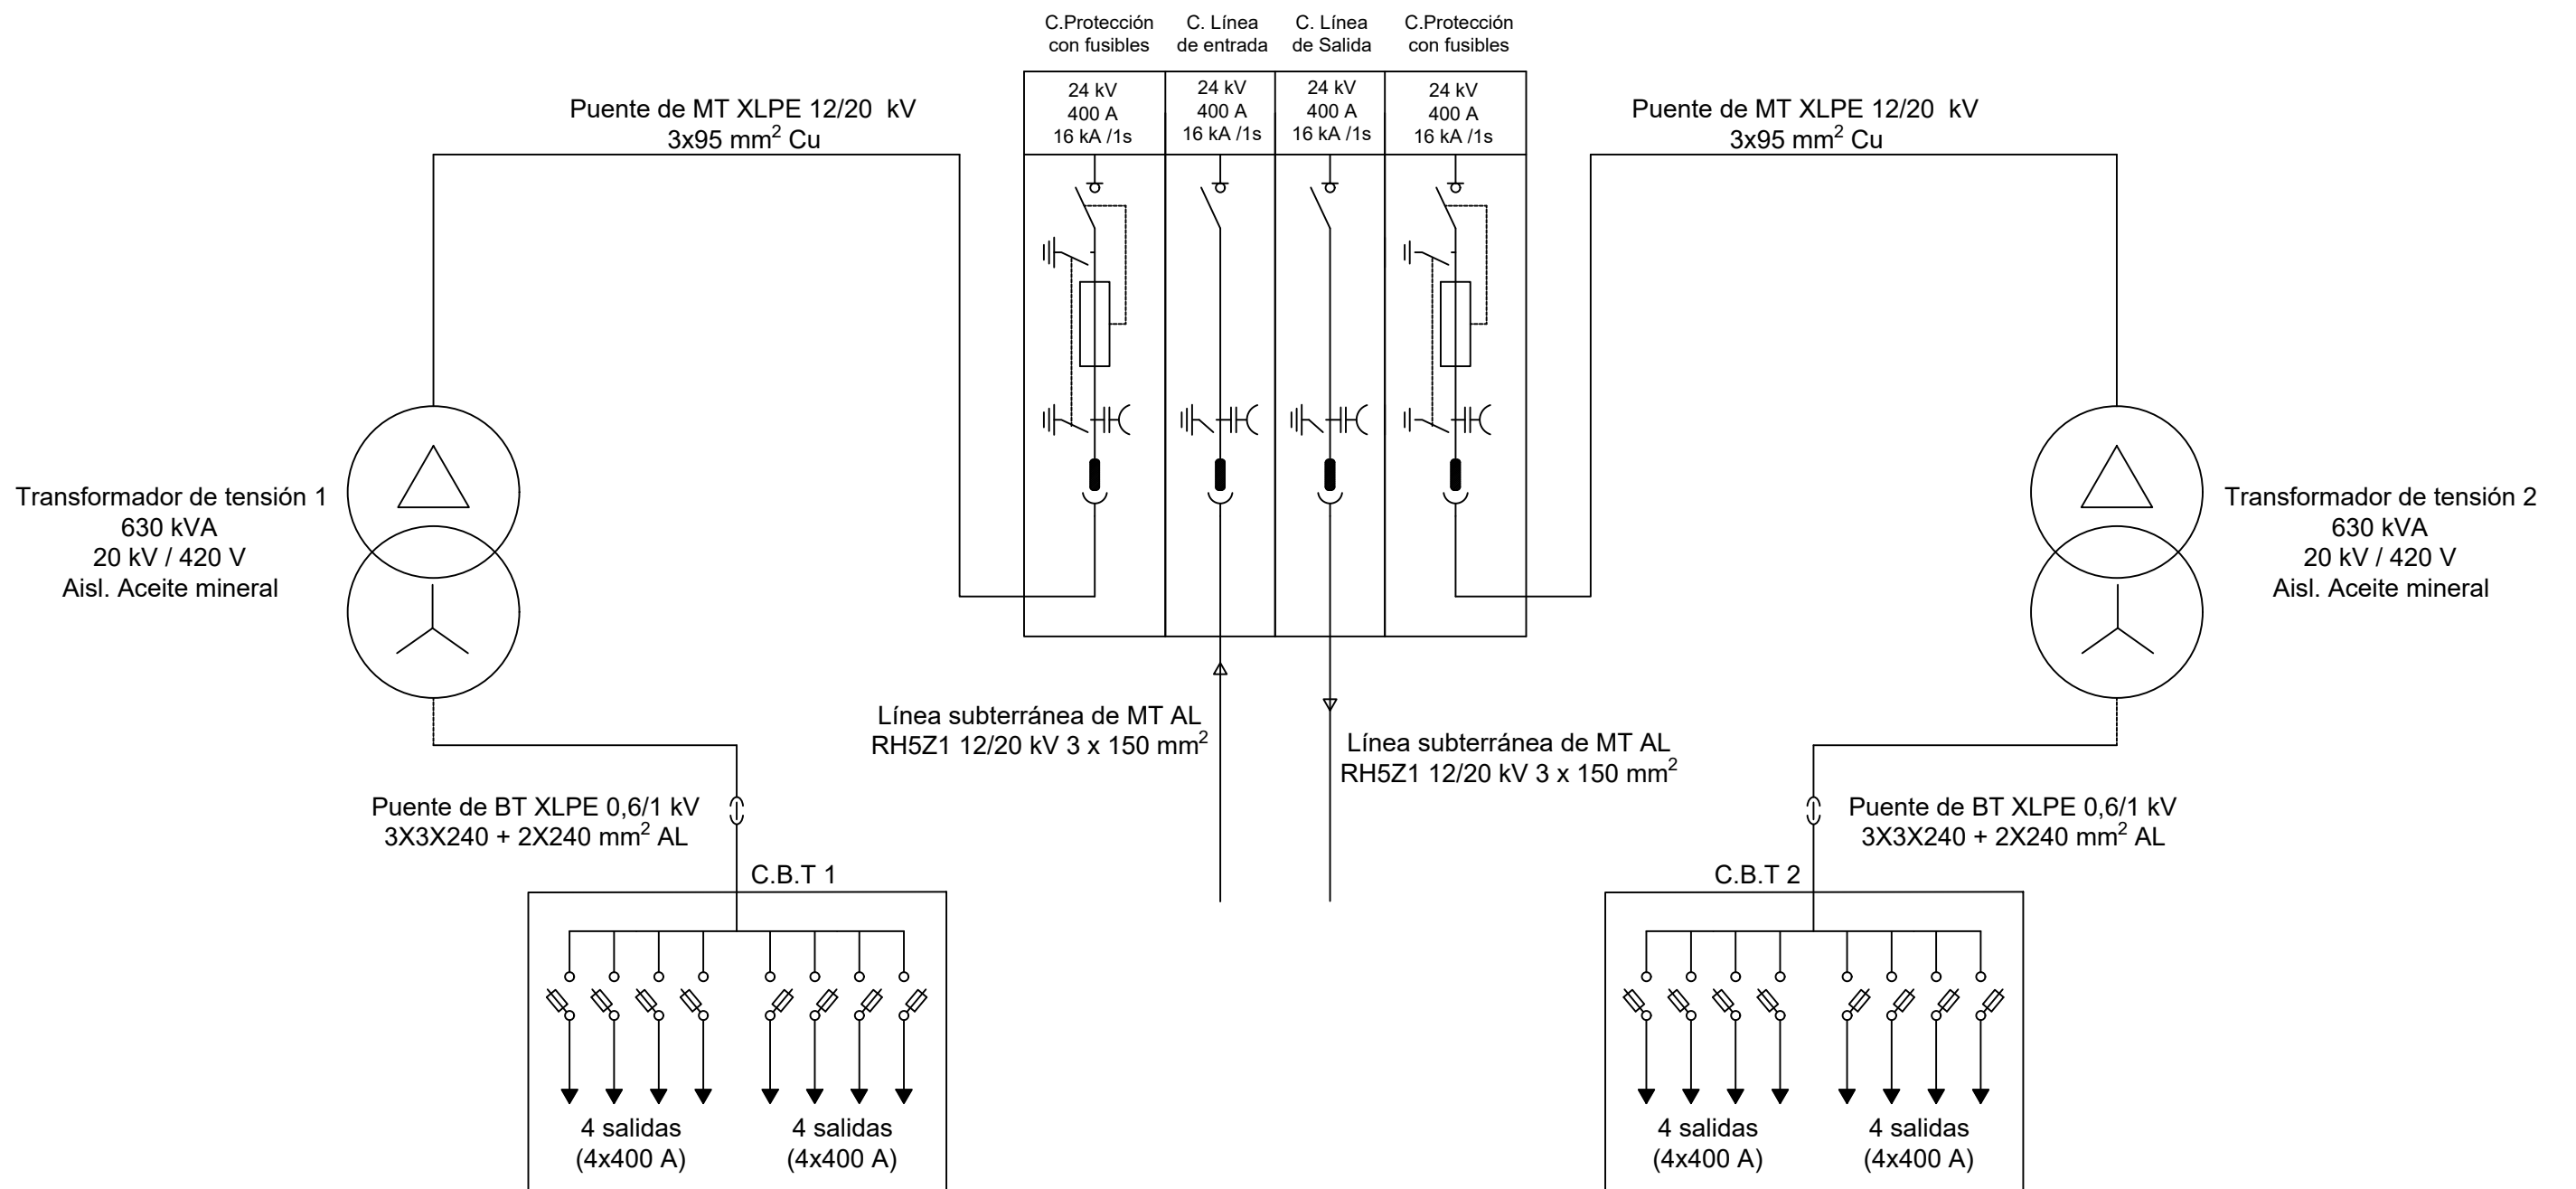 C.Protección
con fusibles
C. Línea
de entrada
C. Línea
de Salida
C.Protección
con fusibles
24 kV
400 A
16 kA /1s
24 kV
400 A
16 kA /1s
24 kV
400 A
16 kA /1s
24 kV
400 A
16 kA /1s
Puente de MT XLPE 12/20 kV
3x95 mm² Cu
Puente de MT XLPE 12/20 kV
3x95 mm² Cu
Transformador de tensión 1
630 kVA
20 kV / 420 V
Aisl. Aceite mineral
Transformador de tensión 2
630 kVA
20 kV / 420 V
Aisl. Aceite mineral
Línea subterránea de MT AL
RH5Z1 12/20 kV 3 x 150 mm²
Línea subterránea de MT AL
RH5Z1 12/20 kV 3 x 150 mm²
Puente de BT XLPE 0,6/1 kV
3X3X240 + 2X240 mm² AL
Puente de BT XLPE 0,6/1 kV
3X3X240 + 2X240 mm² AL
C.B.T 1
C.B.T 2
4 salidas
(4x400 A)
4 salidas
(4x400 A)
4 salidas
(4x400 A)
4 salidas
(4x400 A)